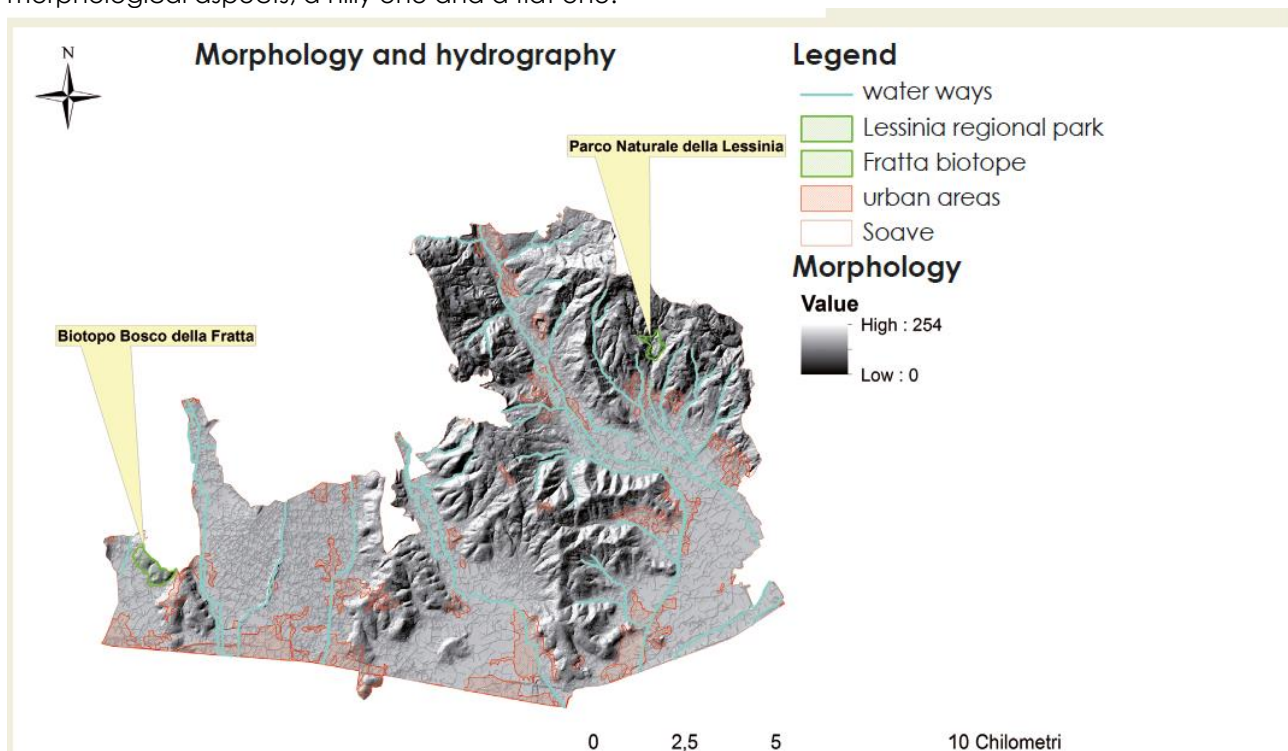 morphological aspects, a hilly one and a flat one.
Morphology and hydrography
N
Parco Naturale della Lessinia
Biotopo Bosco della Fratta
Legend
water ways
Lessinia regional park
Fratta biotope
urban areas
Soave
Morphology
Value
High : 254
Low : 0
0 2,5 5 10 Chilometri